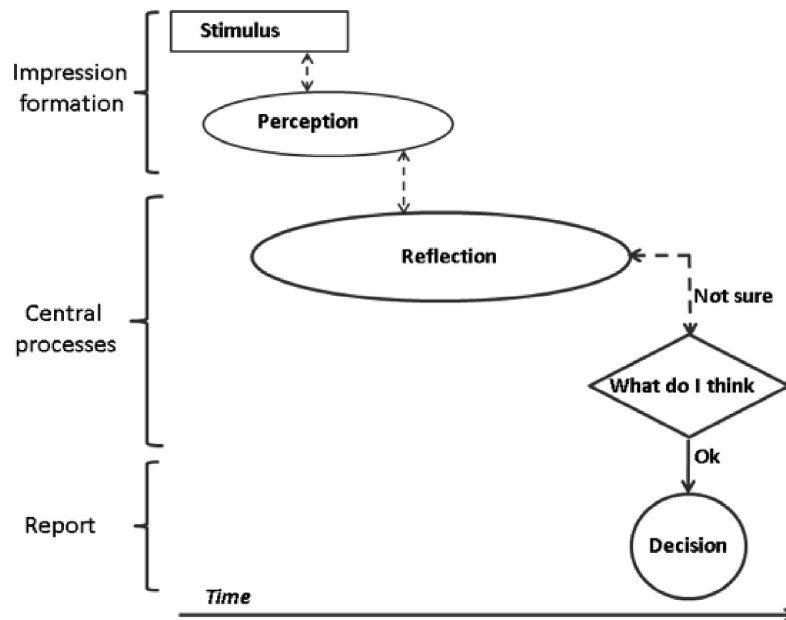 Stimulus
Impression
formation
Perception
Reflection
Not sure
Central
processes
What do I think
Ok
Report
Decision
Time